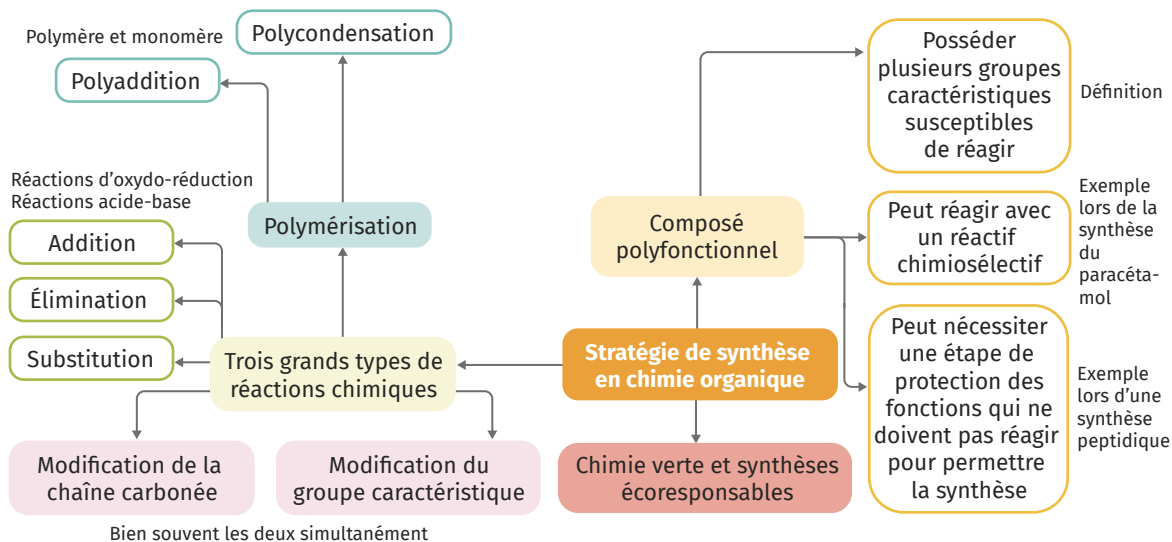 Polymère et monomère
Polycondensation
Polyaddition
Réactions d'oxydo-réduction
Réactions acide-base
Polymérisation
Addition
Élimination
Substitution
Trois grands types de
réactions chimiques
Modification de la
chaîne carbonée
Modification du
groupe caractéristique
Bien souvent les deux simultanément
Stratégie de synthèse
en chimie organique
Chimie verte et synthèses
écoresponsables
Composé
polyfonctionnel
Posséder
plusieurs groupes
caractéristiques
susceptibles
de réagir
Définition
Peut réagir avec
un réactif
chimiosélectif
Exemple
lors de la
synthèse
du
paracéta-
mol
Peut nécessiter
une étape de
protection des
fonctions qui ne
doivent pas réagir
pour permettre
la synthèse
Exemple
lors d'une
synthèse
peptidique